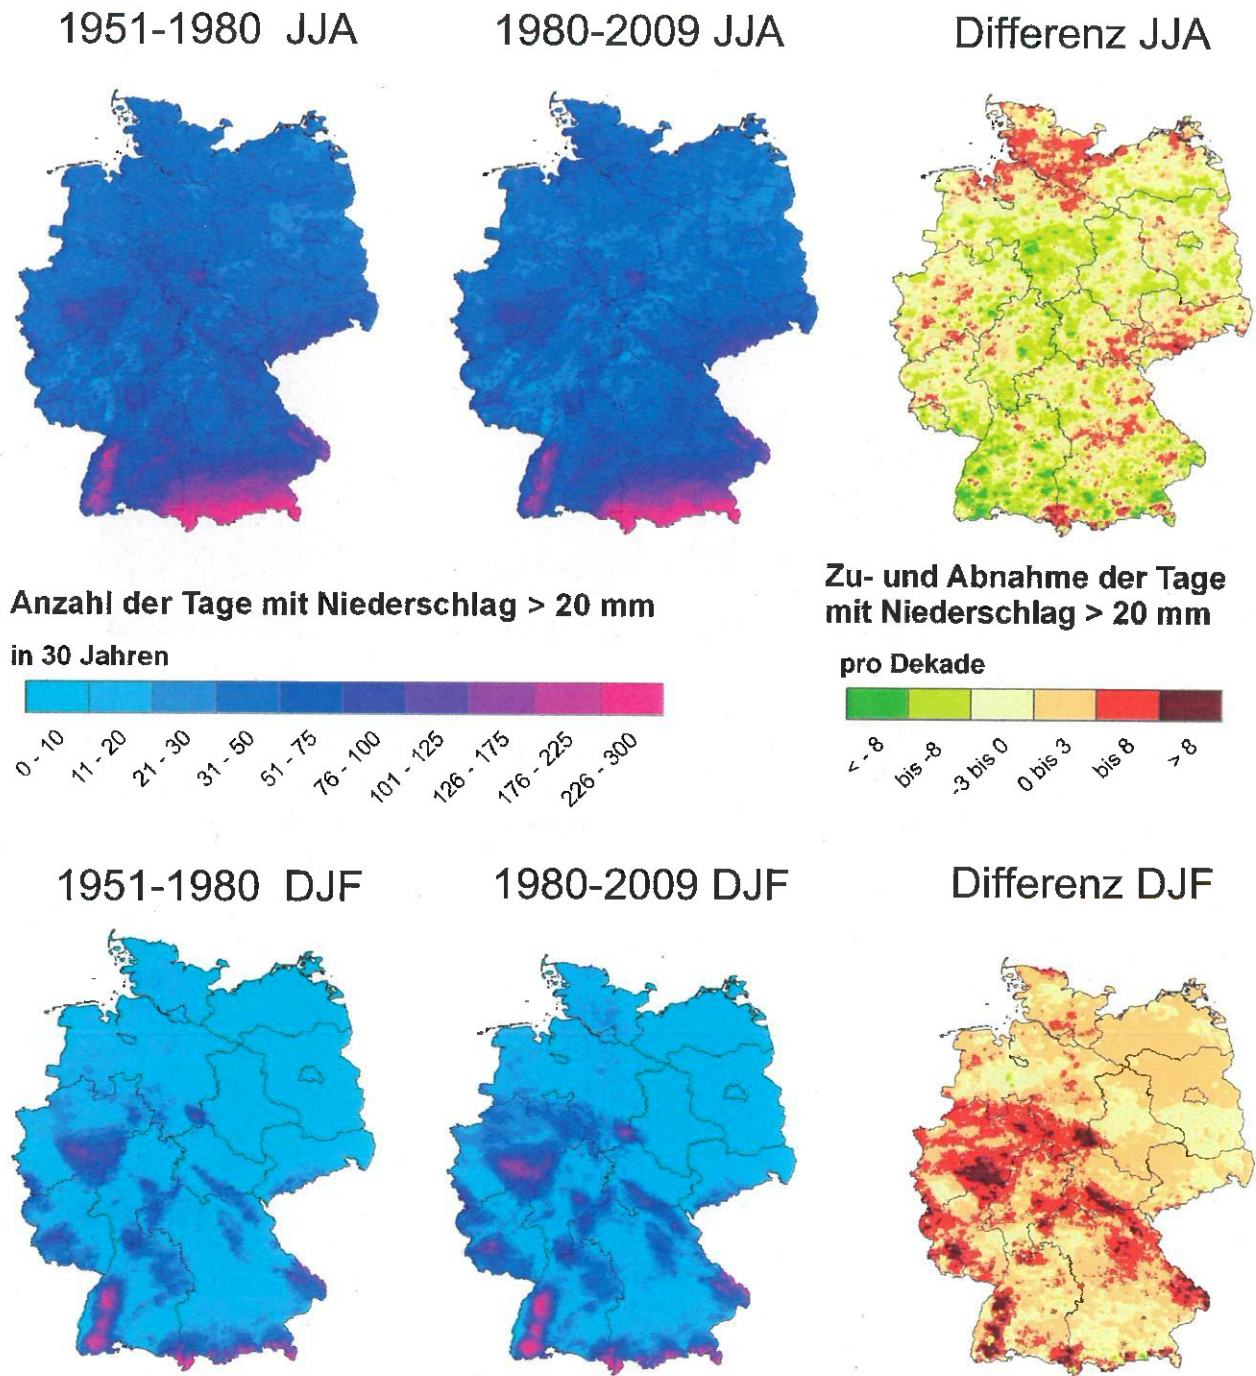 1951-1980 JJA
1980-2009 JJA
Differenz JJA
Anzahl der Tage mit Niederschlag > 20 mm
in 30 Jahren
0 - 10
11 - 20
21 - 30
31 - 50
51 - 75
76 - 100
101 - 125
126 - 175
176 - 225
226 - 300
Zu- und Abnahme der Tage
mit Niederschlag > 20 mm
pro Dekade
< - 8
bis -8
-3 bis 0
0 bis 3
bis 8
> 8
1951-1980 DJF
1980-2009 DJF
Differenz DJF